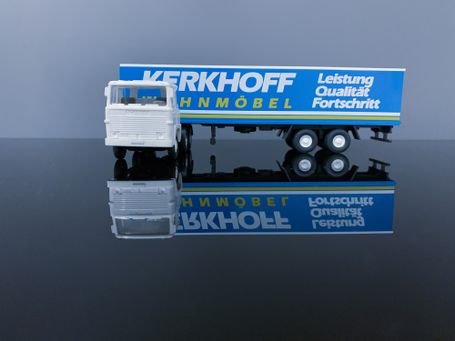 KERKHOFF
HNMÖBEL
Leistung
Qualität
Fortschritt